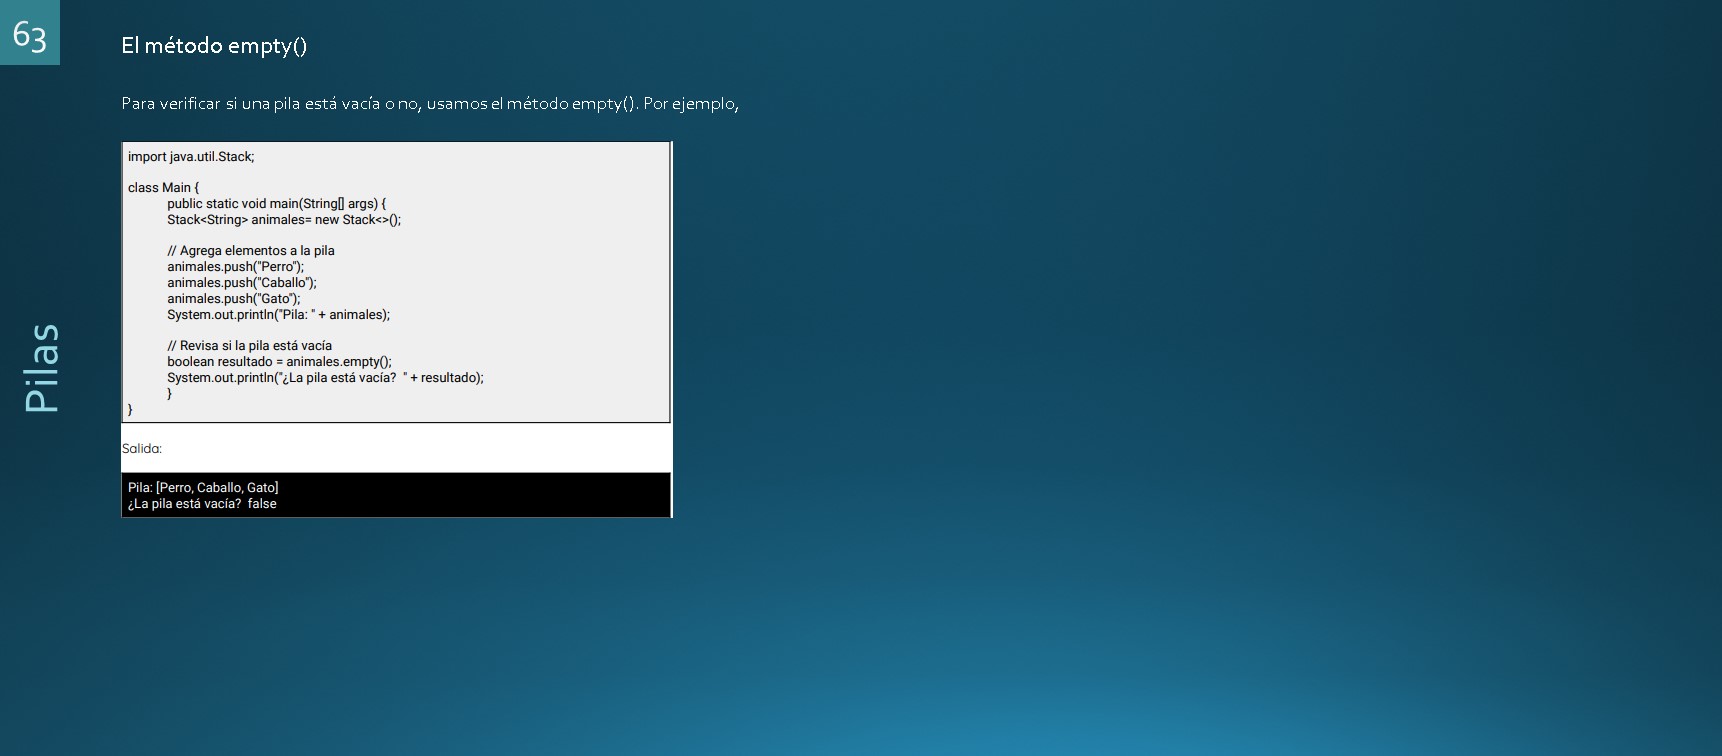 63
El método empty()
Para verificar si una pila está vacía o no, usamos el método empty(). Por ejemplo,
import java.util.Stack;
class Main {
public static void main(String[] args) {
Stack<String> animales= new Stack<>();
// Agrega elementos a la pila
animales.push("Perro");
animales.push("Caballo");
animales.push("Gato");
System.out.println("Pila: " + animales);
// Revisa si la pila está vacía
boolean resultado = animales.empty();
System.out.println("¿La pila está vacía?  " + resultado);
}
}
Salida:
Pila: [Perro, Caballo, Gato]
¿La pila está vacía?  false
Pilas